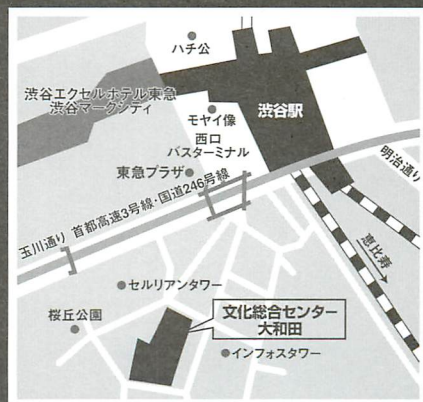 ハチ公
渋谷エクセルホテル東急
渋谷マークシティ
渋谷駅
モヤイ像
西口
バスターミナル
東急プラザ
明治通り
玉川通り 首都高速3号線・国道246号線
恵比寿
セルリアンタワー
桜丘公園
文化総合センター
大和田
インフォスタワー